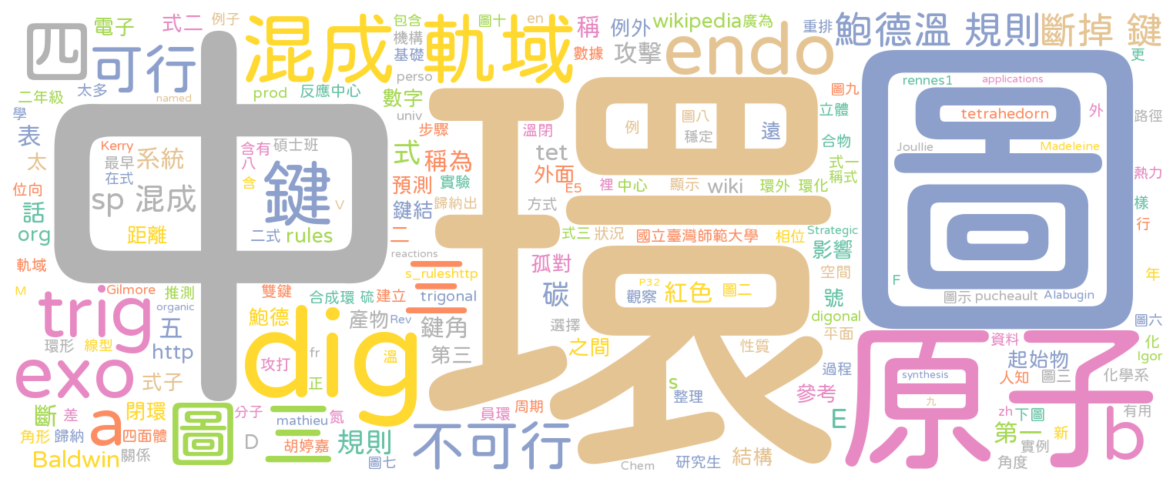 四 可行 電子 式二 例子 混成 軌域 包含 圖十 en 稱 例外 wikipedia 廣為 重排 鮑德溫 規則 斷掉 鍵
機構 基礎 數據 攻擊 endo 更
二年級 太多 named prod 反應中心 perso 數字 univ 圖九 rennes1 applications
學 表 中 步驟 溫閉 環 例 圖八 穩定 遠 立體 圖 tetrahedorn 外 路徑
太 Kerry 最早 系統 含有 八 碩士班 式 稱為 tet 外面 合物 式一 Joullie Madeleine
位向 在式 sp 混成 含 鍵 V 預測 實驗 E5 裡 中心 顯示 wiki 環外 環化 稱式 熱力
話 org 距離 二式 rules 鍵結 歸納出 方式 樣
二 式三 狀況 國立臺灣師範大學 相位 Strategic 影響 行
軌域 reactions 三 孤對 空間
M Gilmore 推測 雙鍵 s_ruleshttp P32 觀察 紅色 圖二 F 年
trig organic 合成環 硫 建立 trigonal 碳 號 圖示 pucheault Alabugin
五 鮑德 產物 Rev 鍵角 選擇 digonal 圖六
環形 線型 http dig fr 第三 之間 性質 平面 原子 資料 化
exo 式子 攻打 溫 正 過程 起始物 Igor
s 整理 synthesis 人知 圖三 化學系
斷 差 閉環 圖 分子 三 mathieu 氮 員環 周期 參考 九 zh 下圖 b 有用
角形 歸納 a 四面體 D 胡婷嘉 規則 不可行 E 第一 新
Baldwin 關係 圖七 Chem 研究生 結構 實例 角度